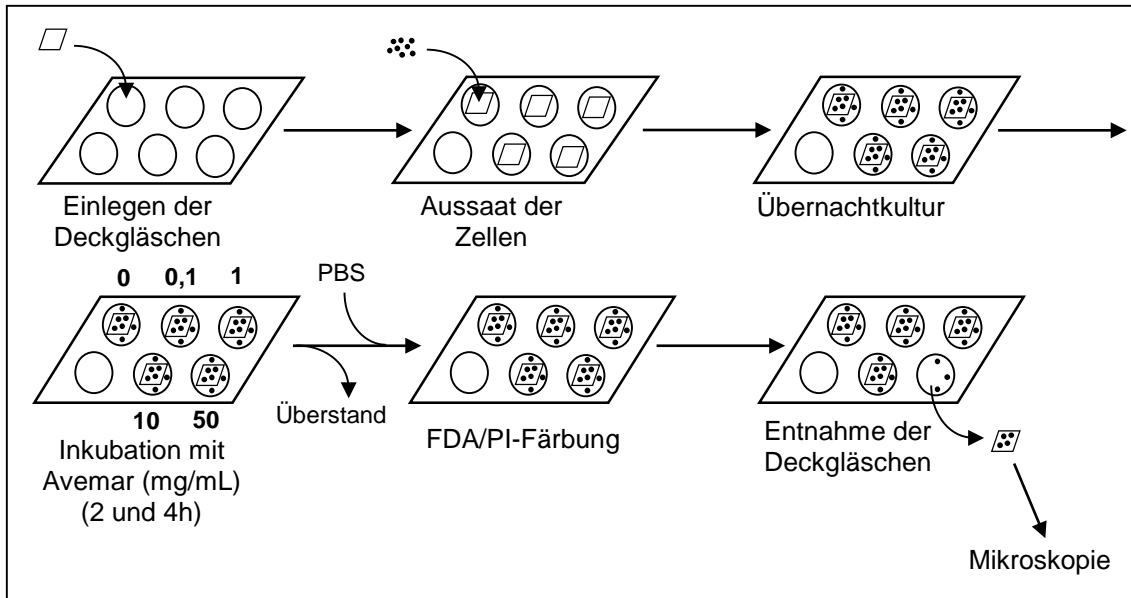 Einlegen der
Deckgläschen
Aussaat der
Zellen
Übernachtkultur
0 0,1 1
10 50
Inkubation mit
Avemar (mg/mL)
(2 und 4h)
PBS
Überstand
FDA/PI-Färbung
Entnahme der
Deckgläschen
Mikroskopie